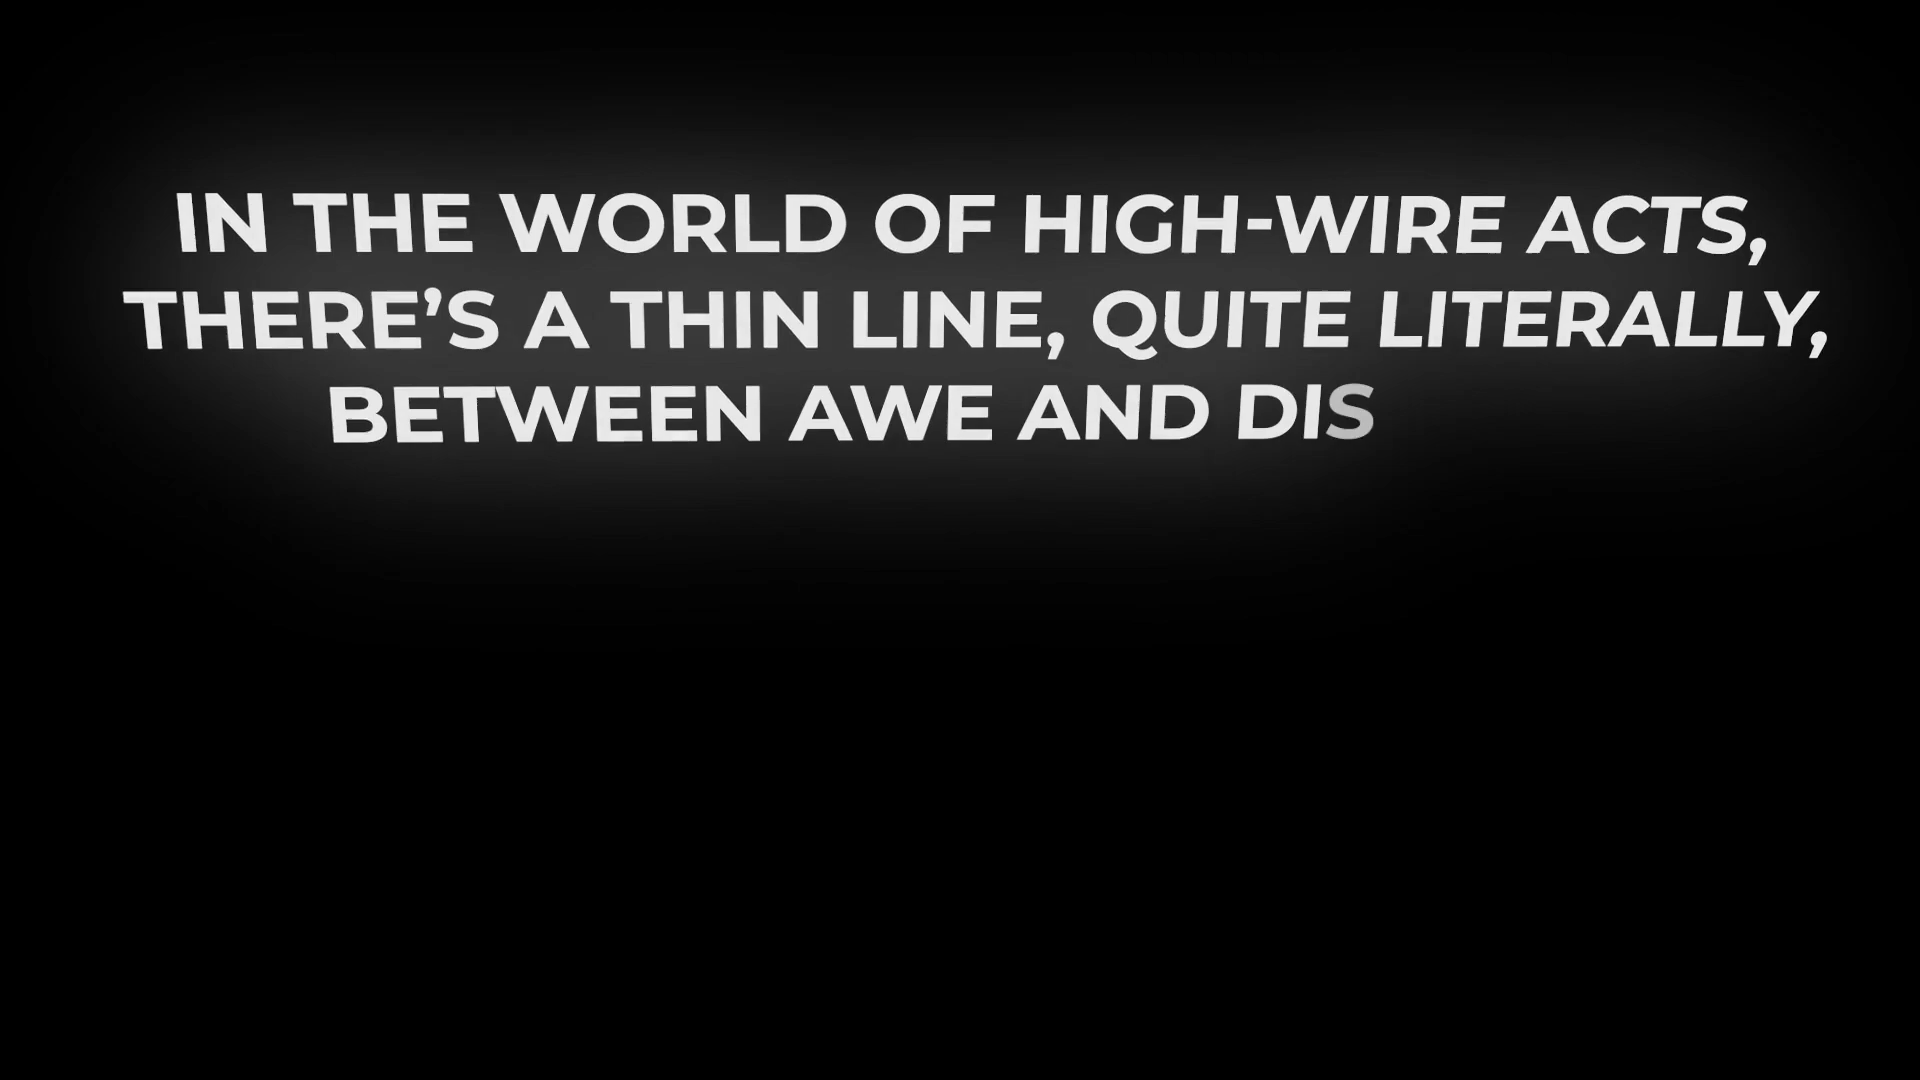 IN THE WORLD OF HIGH-WIRE ACTS,
THERE’S A THIN LINE, QUITE LITERALLY,
BETWEEN AWE AND DIS